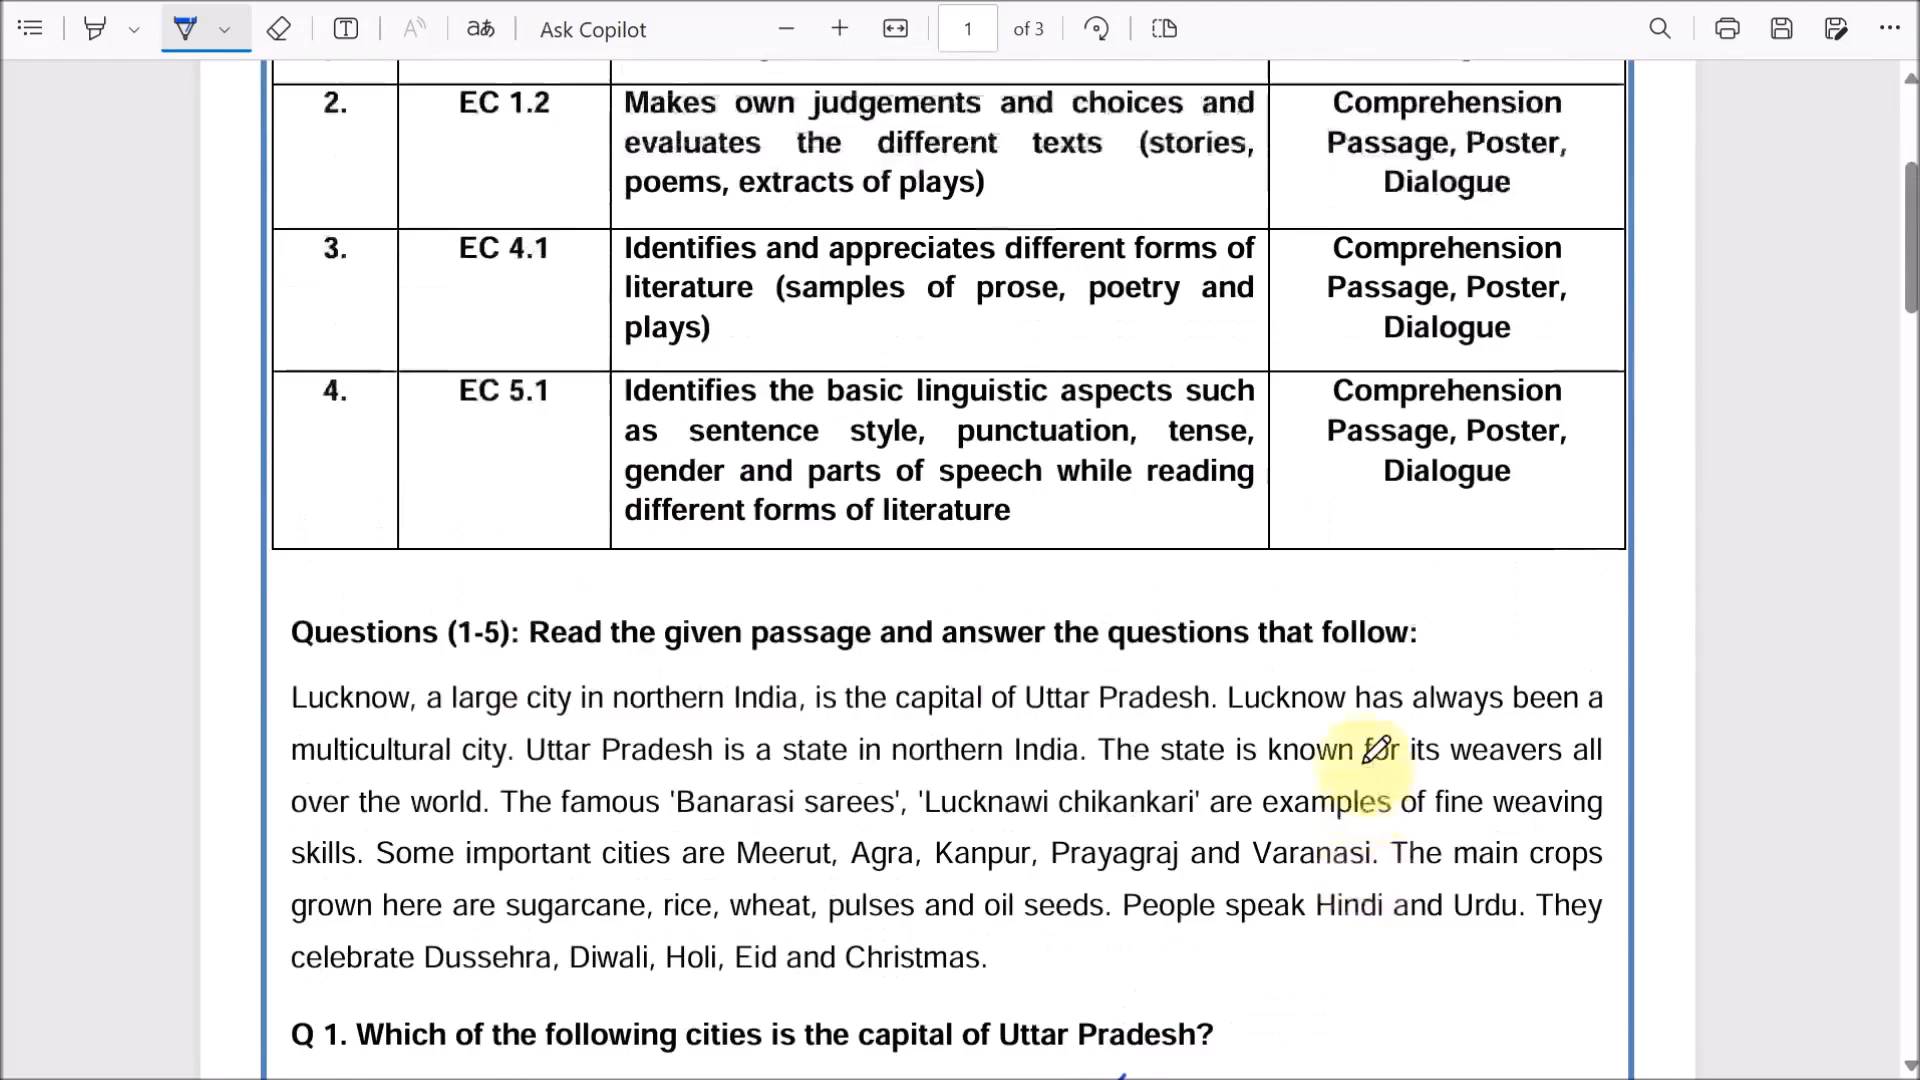 Ask Copilot
1 of 3
2. EC 1.2 Makes own judgements and choices and Comprehension
evaluates the different texts (stories, Passage, Poster,
poems, extracts of plays) Dialogue
3. EC 4.1 Identifies and appreciates different forms of Comprehension
literature (samples of prose, poetry and Passage, Poster,
plays) Dialogue
4. EC 5.1 Identifies the basic linguistic aspects such Comprehension
as sentence style, punctuation, tense, Passage, Poster,
gender and parts of speech while reading Dialogue
different forms of literature
Questions (1-5): Read the given passage and answer the questions that follow:
Lucknow, a large city in northern India, is the capital of Uttar Pradesh. Lucknow has always been a
multicultural city. Uttar Pradesh is a state in northern India. The state is known for its weavers all
over the world. The famous 'Banarasi sarees', 'Lucknawi chikankari' are examples of fine weaving
skills. Some important cities are Meerut, Agra, Kanpur, Prayagraj and Varanasi. The main crops
grown here are sugarcane, rice, wheat, pulses and oil seeds. People speak Hindi and Urdu. They
celebrate Dussehra, Diwali, Holi, Eid and Christmas.
Q 1. Which of the following cities is the capital of Uttar Pradesh?